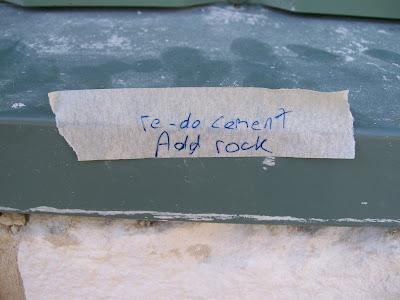 re-do cement
Add rock